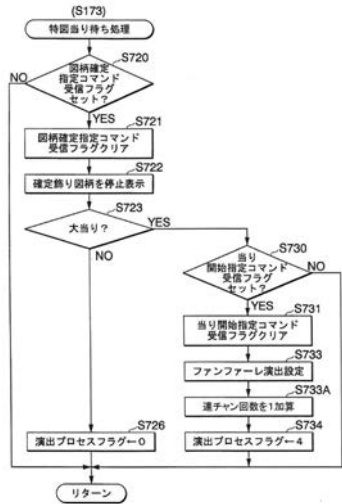 (S173)
特図当り待ち処理
S720
図柄確定
指定コマンド
受信フラグ
セット?
NO
YES
S721
図柄確定指定コマンド
受信フラグクリア
S722
確定飾り図柄を停止表示
S723
大当り?
YES
NO
S730
当り
開始指定コマンド
受信フラグ
セット?
NO
YES
S731
当り開始指定コマンド
受信フラグクリア
S733
ファンファーレ演出設定
S733A
連チャン回数を1加算
S726
演出プロセスフラグ←0
S734
演出プロセスフラグ←4
リターン